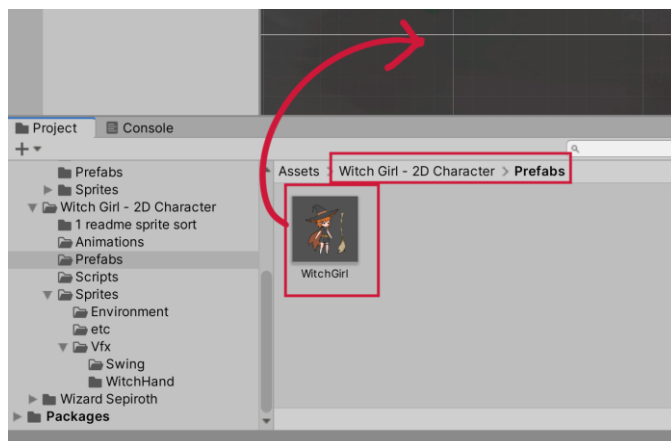 Project
Console
Prefabs
Sprites
Witch Girl - 2D Character
1 readme sprite sort
Animations
Prefabs
Scripts
Sprites
Environment
etc
Vfx
Swing
WitchHand
Wizard Sepiroth
Packages
Assets > Witch Girl - 2D Character > Prefabs
WitchGirl